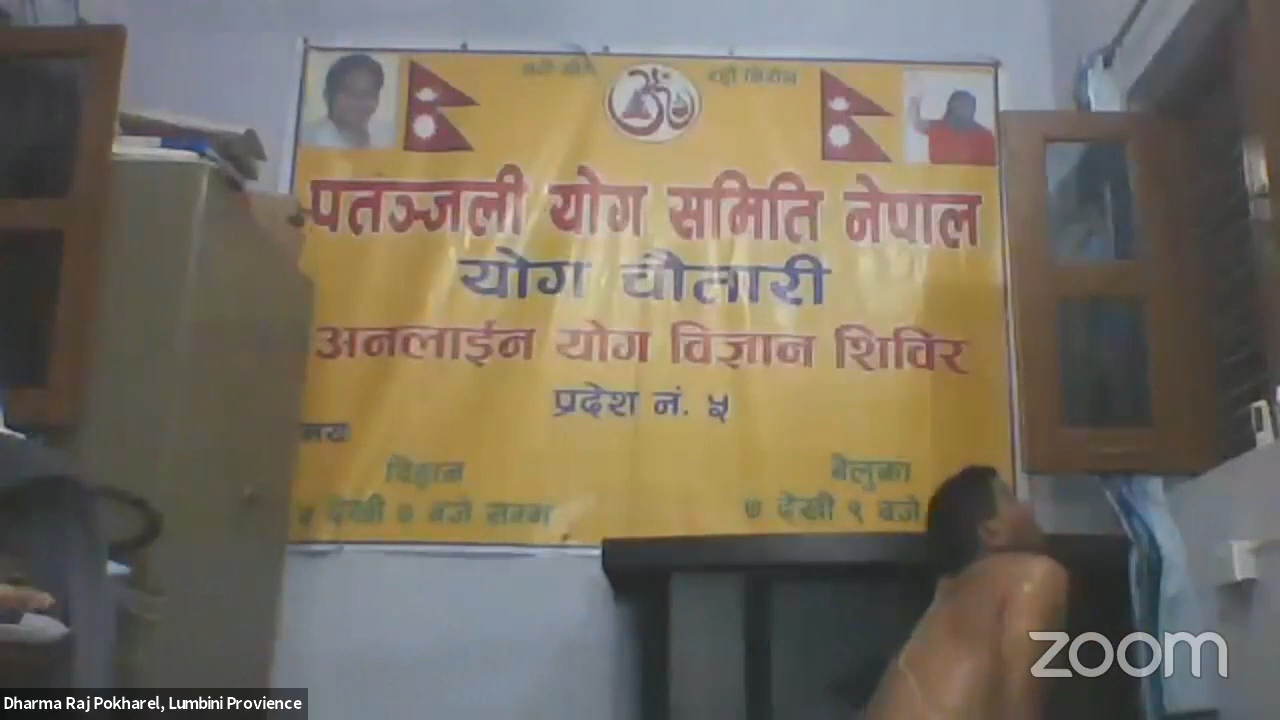 पतञ्जली योग समिति नेपाल
योग चौतारी
अनलाईन योग विज्ञान शिविर
प्रदेश नं. ५
विहान
बेलुका
देखी ७ बजे सम्म
७ देखी ९ बजे
zoom
Dharma Raj Pokharel, Lumbini Provience